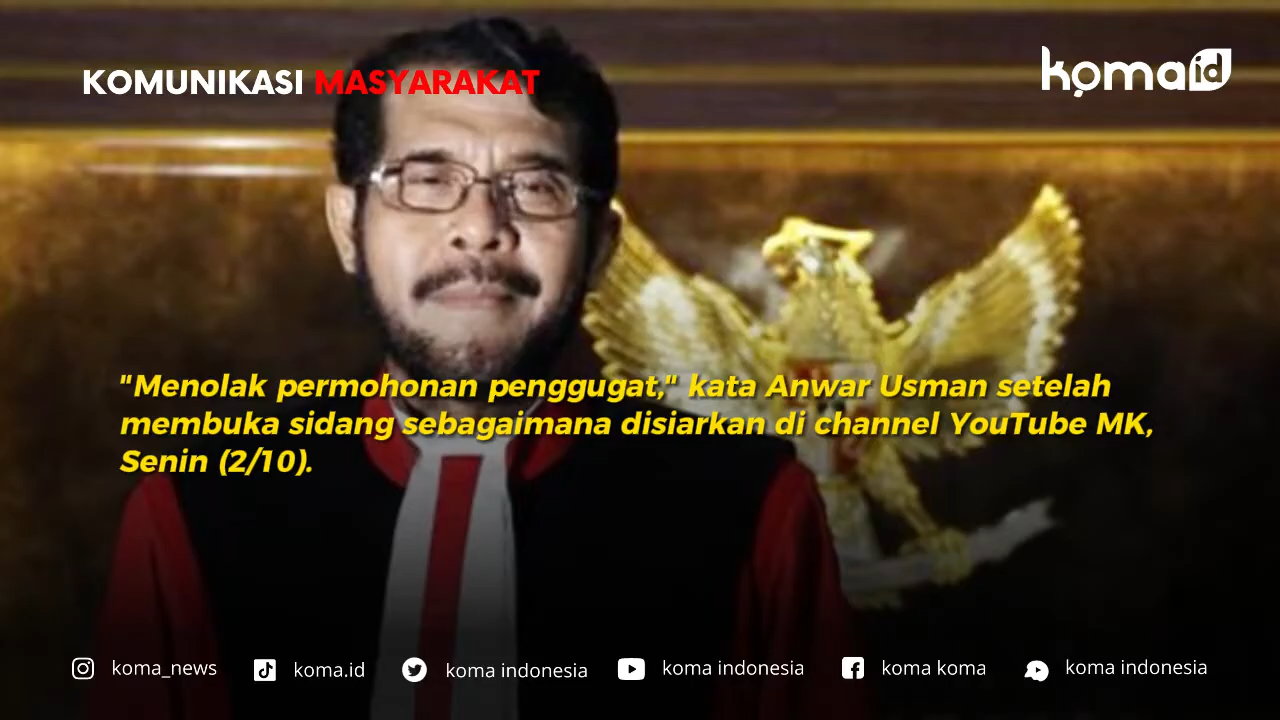 KOMUNIKASI MASYARAKAT
komaid
"Menolak permohonan penggugat," kata Anwar Usman setelah
membuka sidang sebagaimana disiarkan di channel YouTube MK,
Senin (2/10).
koma_news
koma.id
koma indonesia
koma indonesia
koma koma
koma indonesia